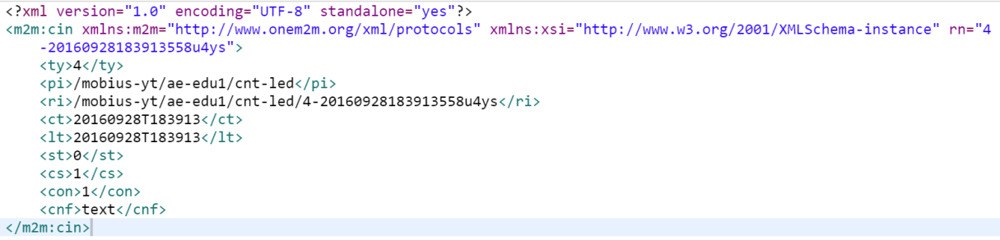 <?xml version="1.0" encoding="UTF-8" standalone="yes"?>
<m2m:cin xmlns:m2m="http://www.onem2m.org/xml/protocols" xmlns:xsi="http://www.w3.org/2001/XMLSchema-instance" rn="4
-20160928183913558u4ys">
<ty>4</ty>
<pi>/mobius-yt/ae-edu1/cnt-led</pi>
<ri>/mobius-yt/ae-edu1/cnt-led/4-20160928183913558u4ys</ri>
<ct>20160928T183913</ct>
<lt>20160928T183913</lt>
<st>0</st>
<cs>1</cs>
<con>1</con>
<cnf>text</cnf>
</m2m:cin>